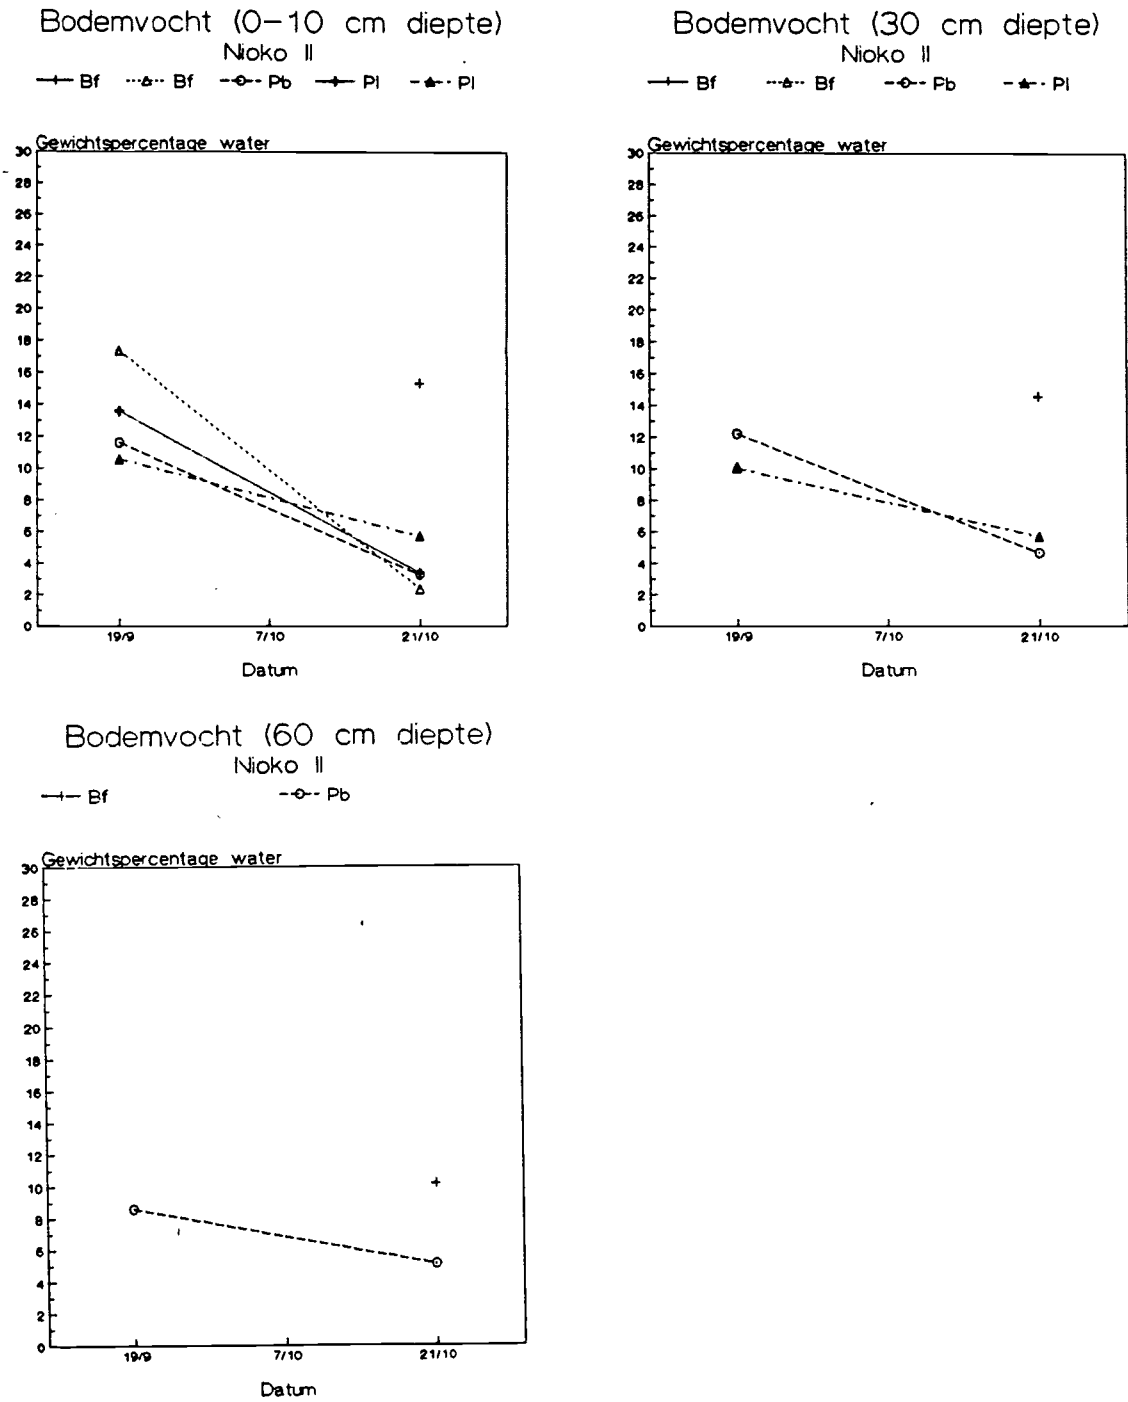 Bodemvocht (0-10 cm diepte)
Nioko II
Bf Bf Pb Pl Pl
Gewichtspercentage water
30
28
26
24
22
20
18
16
14
12
10
8
6
4
2
0
19/9 7/10 21/10
Datum
Bodemvocht (30 cm diepte)
Nioko II
Bf Bf Pb Pl
Gewichtspercentage water
30
28
26
24
22
20
18
16
14
12
10
8
6
4
2
0
19/9 7/10 21/10
Datum
Bodemvocht (60 cm diepte)
Nioko II
Bf Pb
Gewichtspercentage water
30
28
26
24
22
20
18
16
14
12
10
8
6
4
2
0
19/9 7/10 21/10
Datum